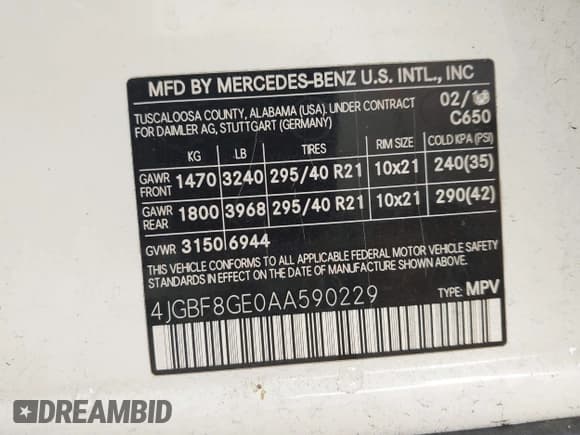 MFD BY MERCEDES-BENZ U.S. INTL., INC
TUSCALOOSA COUNTY, ALABAMA (USA). UNDER CONTRACT
FOR DAIMLER AG, STUTTGART (GERMANY)
02/
C650
KG LB TIRES RIM SIZE COLD KPA (PSI)
GAWR FRONT 1470 3240 295/40 R21 10x21 240(35)
GAWR REAR 1800 3968 295/40 R21 10x21 290(42)
GVWR 3150 6944
THIS VEHICLE CONFORMS TO ALL APPLICABLE FEDERAL MOTOR VEHICLE SAFETY
STANDARDS IN EFFECT ON THE DATE OF MANUFACTURE SHOWN ABOVE.
4JGBF8GE0AA590229
TYPE: MPV
DREAMBID